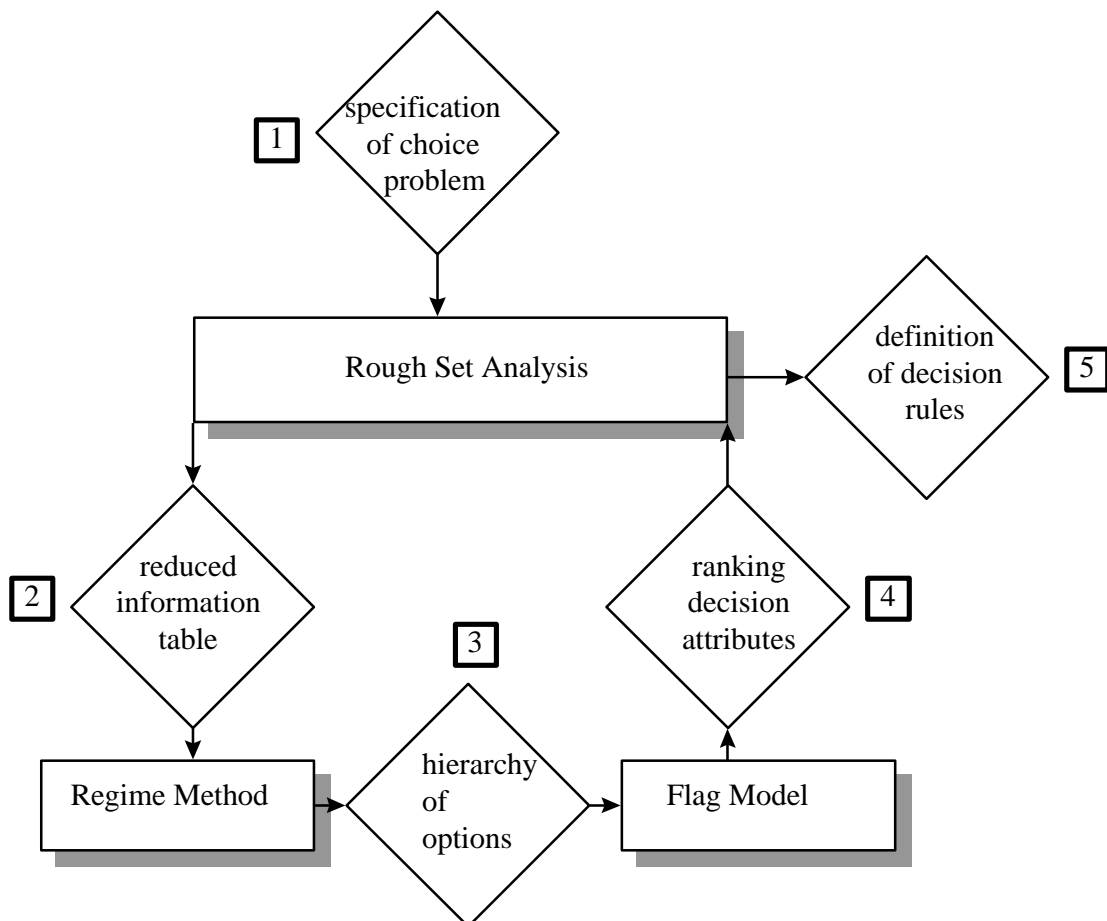 1
specification
of choice
problem
Rough Set Analysis
definition
of decision
rules
5
2
reduced
information
table
3
ranking
decision
attributes
4
Regime Method
hierarchy
of
options
Flag Model